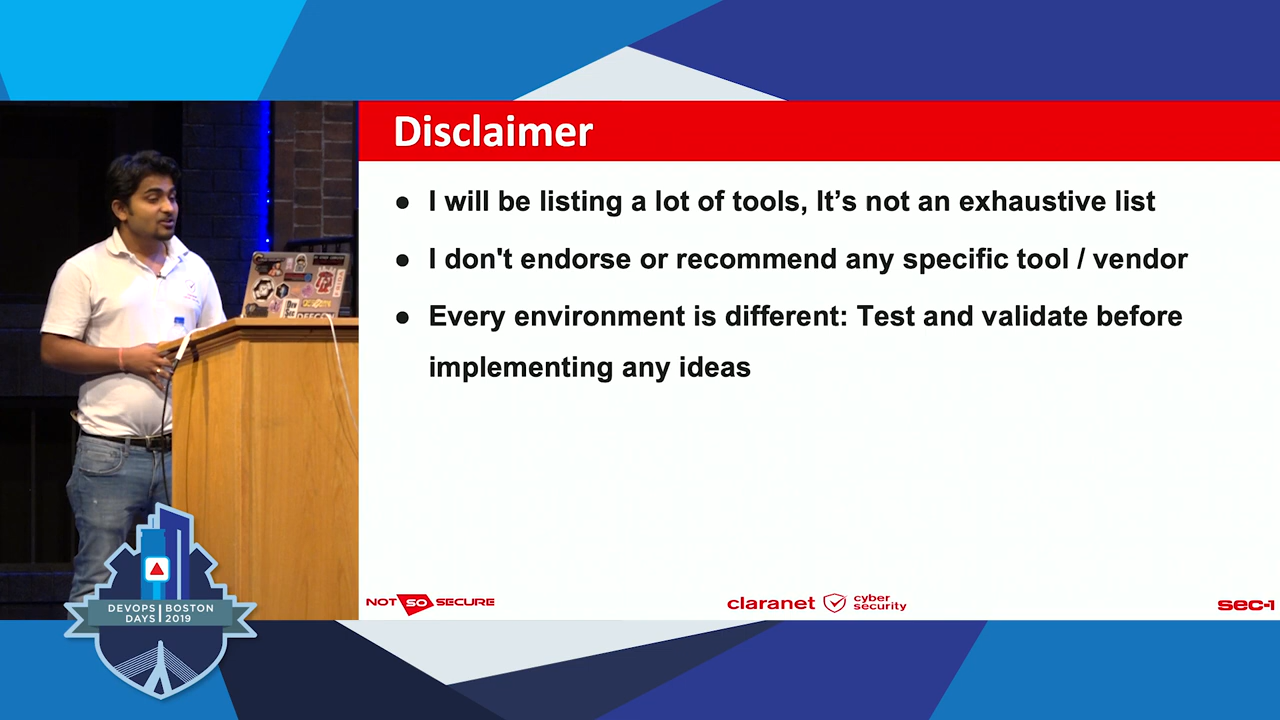 Disclaimer
● I will be listing a lot of tools, It’s not an exhaustive list
● I don't endorse or recommend any specific tool / vendor
● Every environment is different: Test and validate before
implementing any ideas
NOT SO SECURE
claranet cyber security
sec-1
DEVOPS DAYS
BOSTON 2019